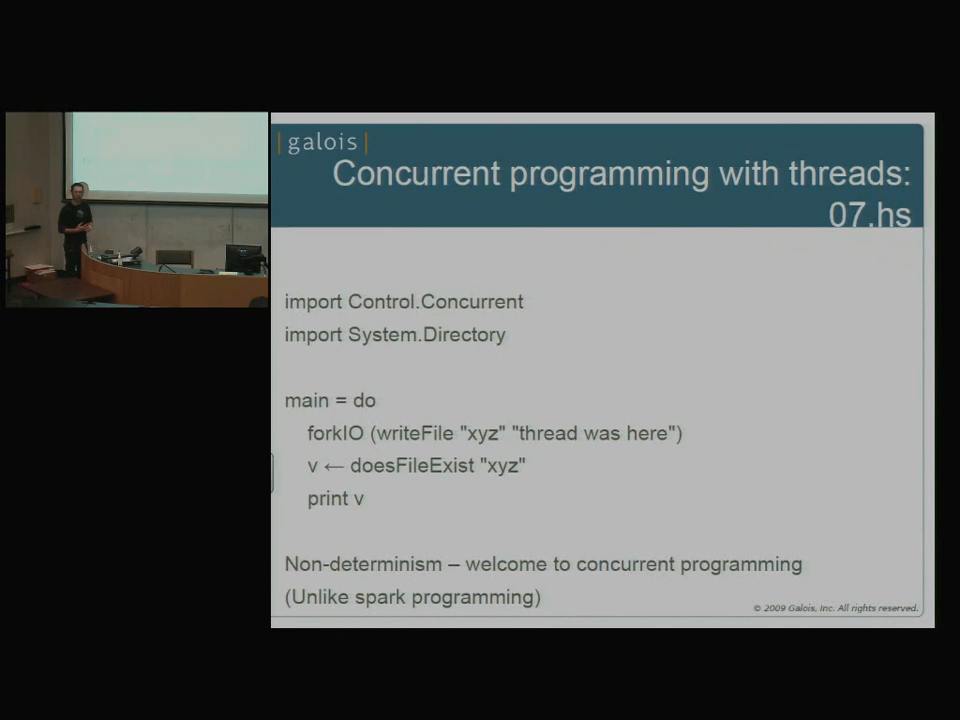 |galois|
Concurrent programming with threads:
07.hs
import Control.Concurrent
import System.Directory
main = do
forkIO (writeFile "xyz" "thread was here")
v ← doesFileExist "xyz"
print v
Non-determinism – welcome to concurrent programming
(Unlike spark programming)
© 2009 Galois, Inc. All rights reserved.